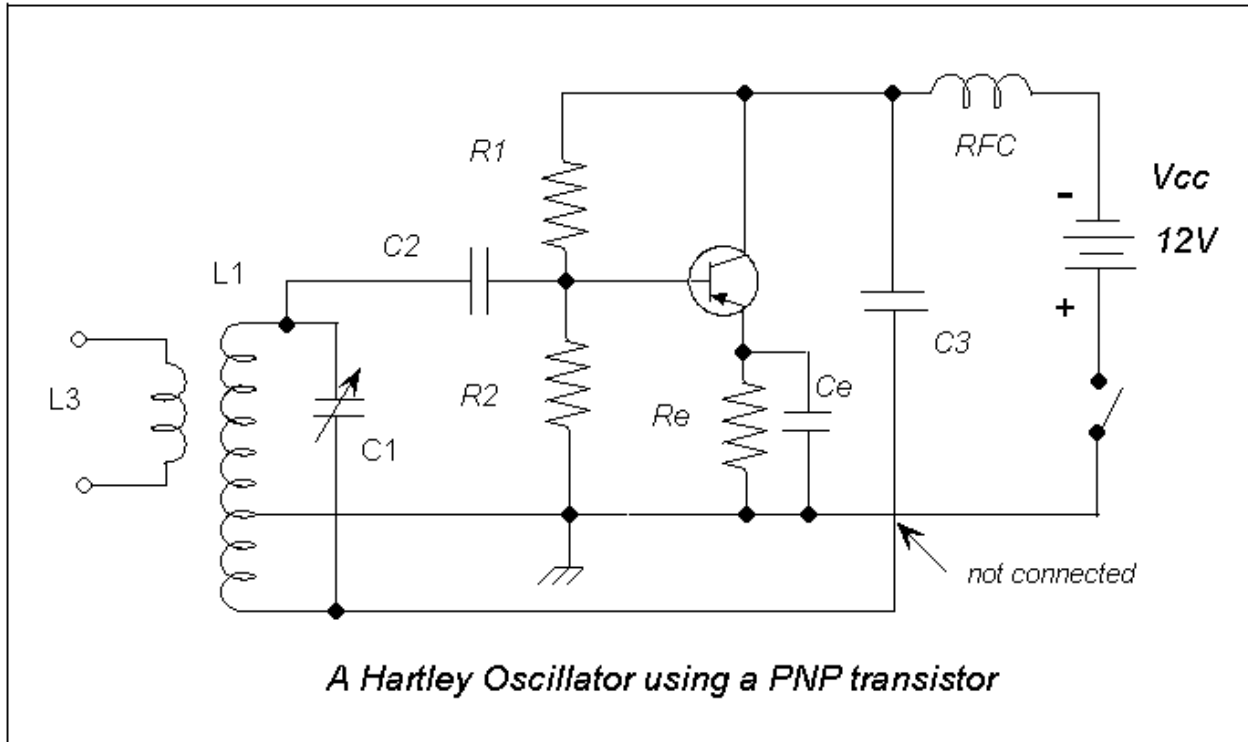 R1
RFC
Vcc
-
12V
C2
L1
+
C3
L3
R2
Ce
Re
C1
not connected
A Hartley Oscillator using a PNP transistor